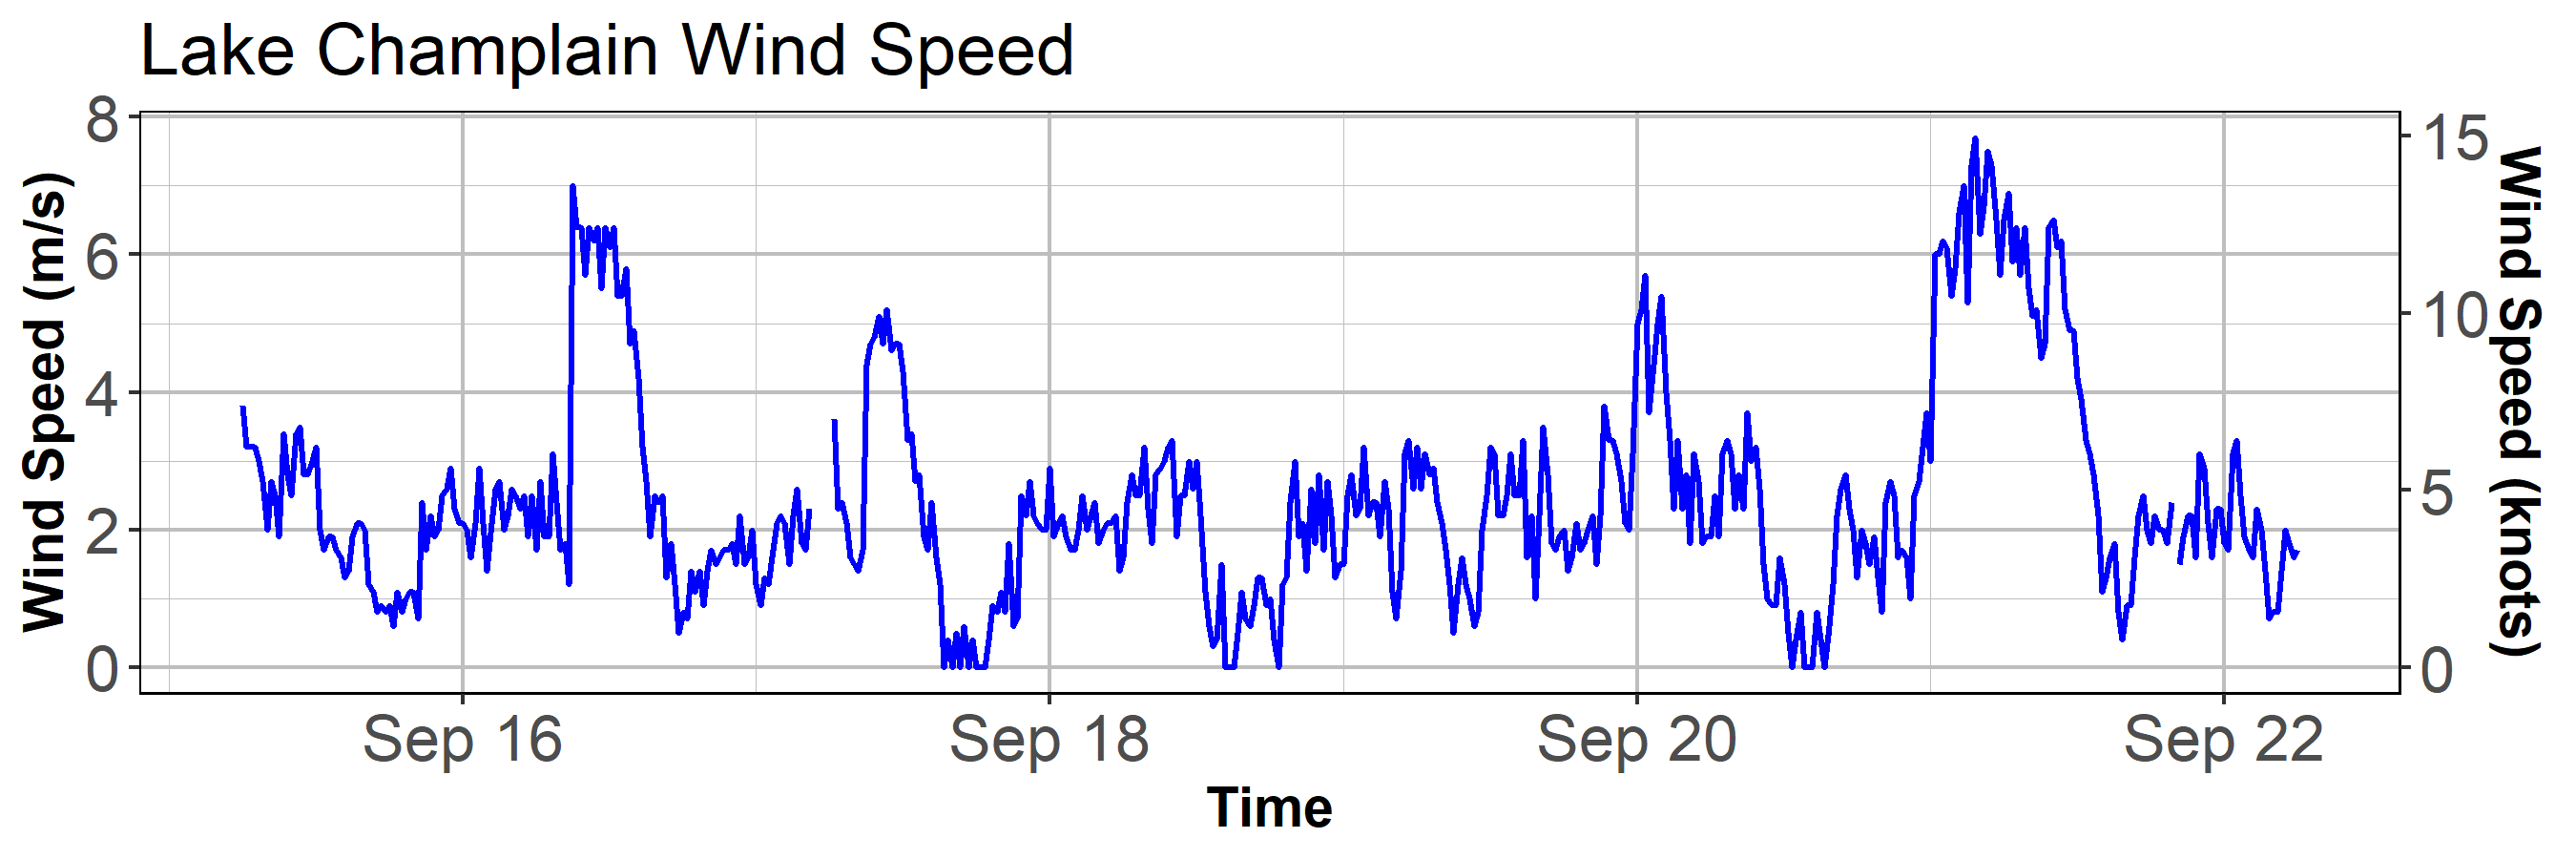 Lake Champlain Wind Speed
Wind Speed (m/s)
8
6
4
2
0
15
10
5
0
Wind Speed (knots)
Sep 16 Sep 18 Sep 20 Sep 22
Time